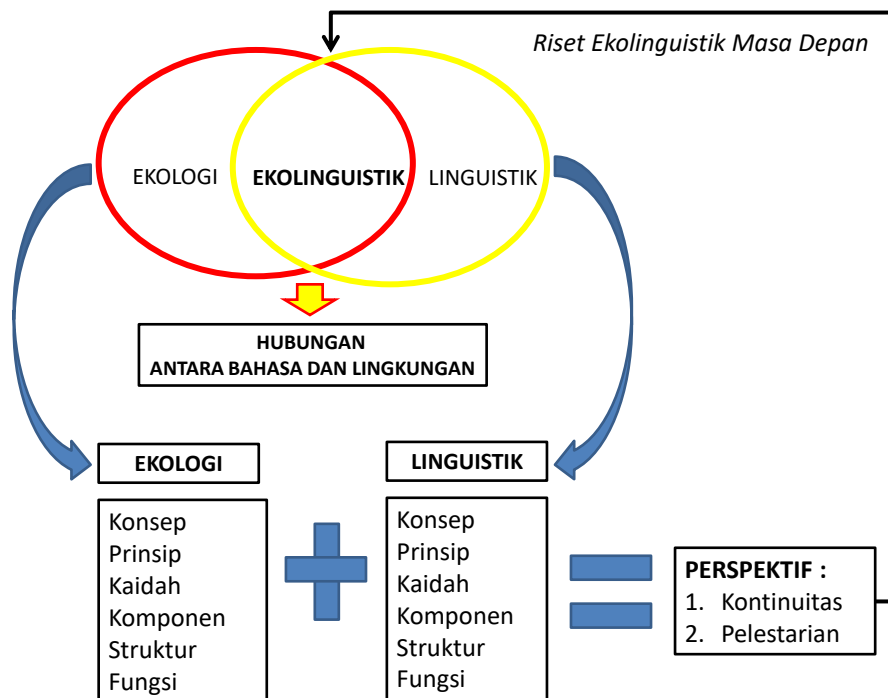 Riset Ekolinguistik Masa Depan
EKOLOGI
EKOLINGUISTIK
LINGUISTIK
HUBUNGAN
ANTARA BAHASA DAN LINGKUNGAN
EKOLOGI
Konsep
Prinsip
Kaidah
Komponen
Struktur
Fungsi
LINGUISTIK
Konsep
Prinsip
Kaidah
Komponen
Struktur
Fungsi
PERSPEKTIF :
1. Kontinuitas
2. Pelestarian